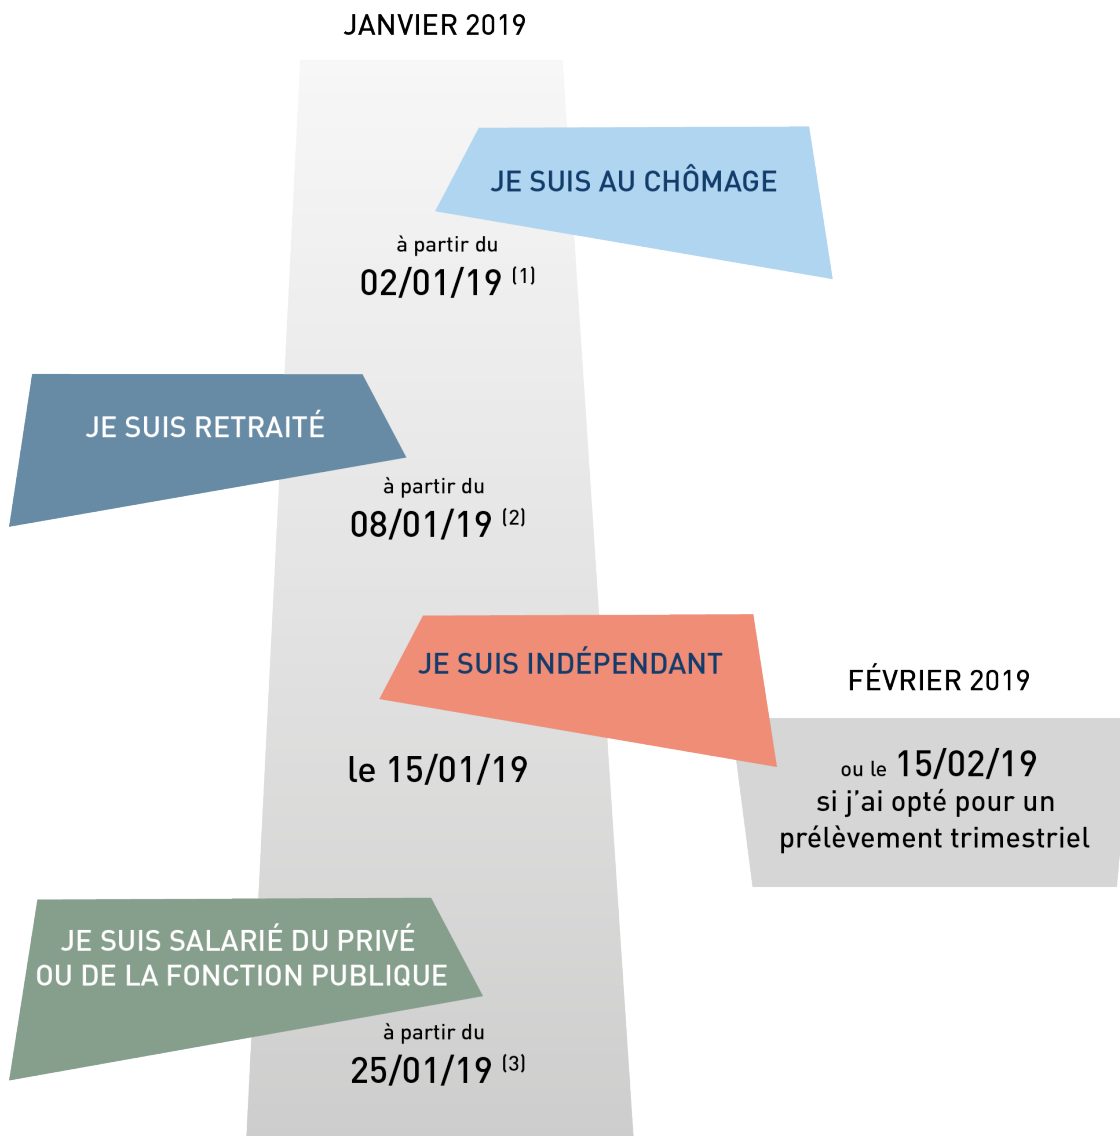 JANVIER 2019
JE SUIS AU CHÔMAGE
à partir du
02/01/19 (1)
JE SUIS RETRAITÉ
à partir du
08/01/19 (2)
JE SUIS INDÉPENDANT
le 15/01/19
FÉVRIER 2019
ou le 15/02/19
si j'ai opté pour un
prélèvement trimestriel
JE SUIS SALARIÉ DU PRIVÉ
OU DE LA FONCTION PUBLIQUE
à partir du
25/01/19 (3)